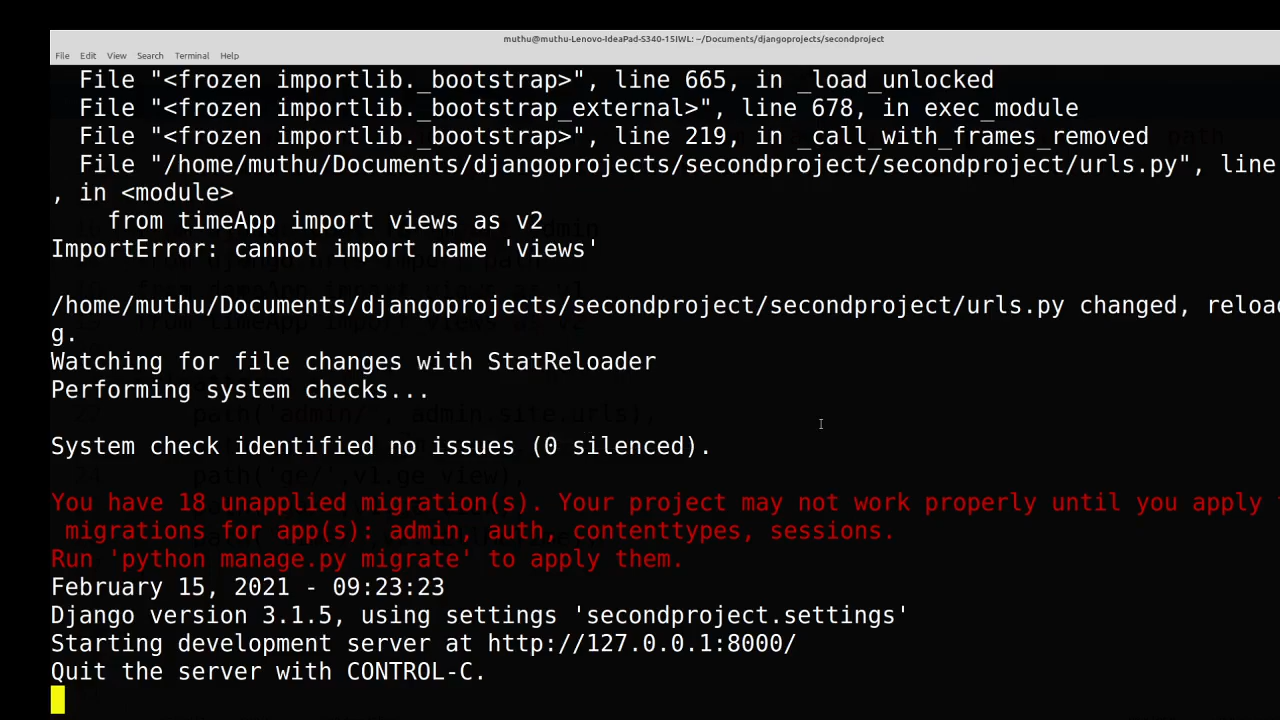 muthu@muthu-Lenovo-IdeaPad-S340-15IWL: ~/Documents/djangoprojects/secondproject
File Edit View Search Terminal Help
File "<frozen importlib._bootstrap>", line 665, in _load_unlocked
File "<frozen importlib._bootstrap_external>", line 678, in exec_module
File "<frozen importlib._bootstrap>", line 219, in _call_with_frames_removed
File "/home/muthu/Documents/djangoprojects/secondproject/secondproject/urls.py", line
, in <module>
from timeApp import views as v2
ImportError: cannot import name 'views'
/home/muthu/Documents/djangoprojects/secondproject/secondproject/urls.py changed, reloa
g.
Watching for file changes with StatReloader
Performing system checks...
System check identified no issues (0 silenced).
You have 18 unapplied migration(s). Your project may not work properly until you apply
migrations for app(s): admin, auth, contenttypes, sessions.
Run 'python manage.py migrate' to apply them.
February 15, 2021 - 09:23:23
Django version 3.1.5, using settings 'secondproject.settings'
Starting development server at http://127.0.0.1:8000/
Quit the server with CONTROL-C.